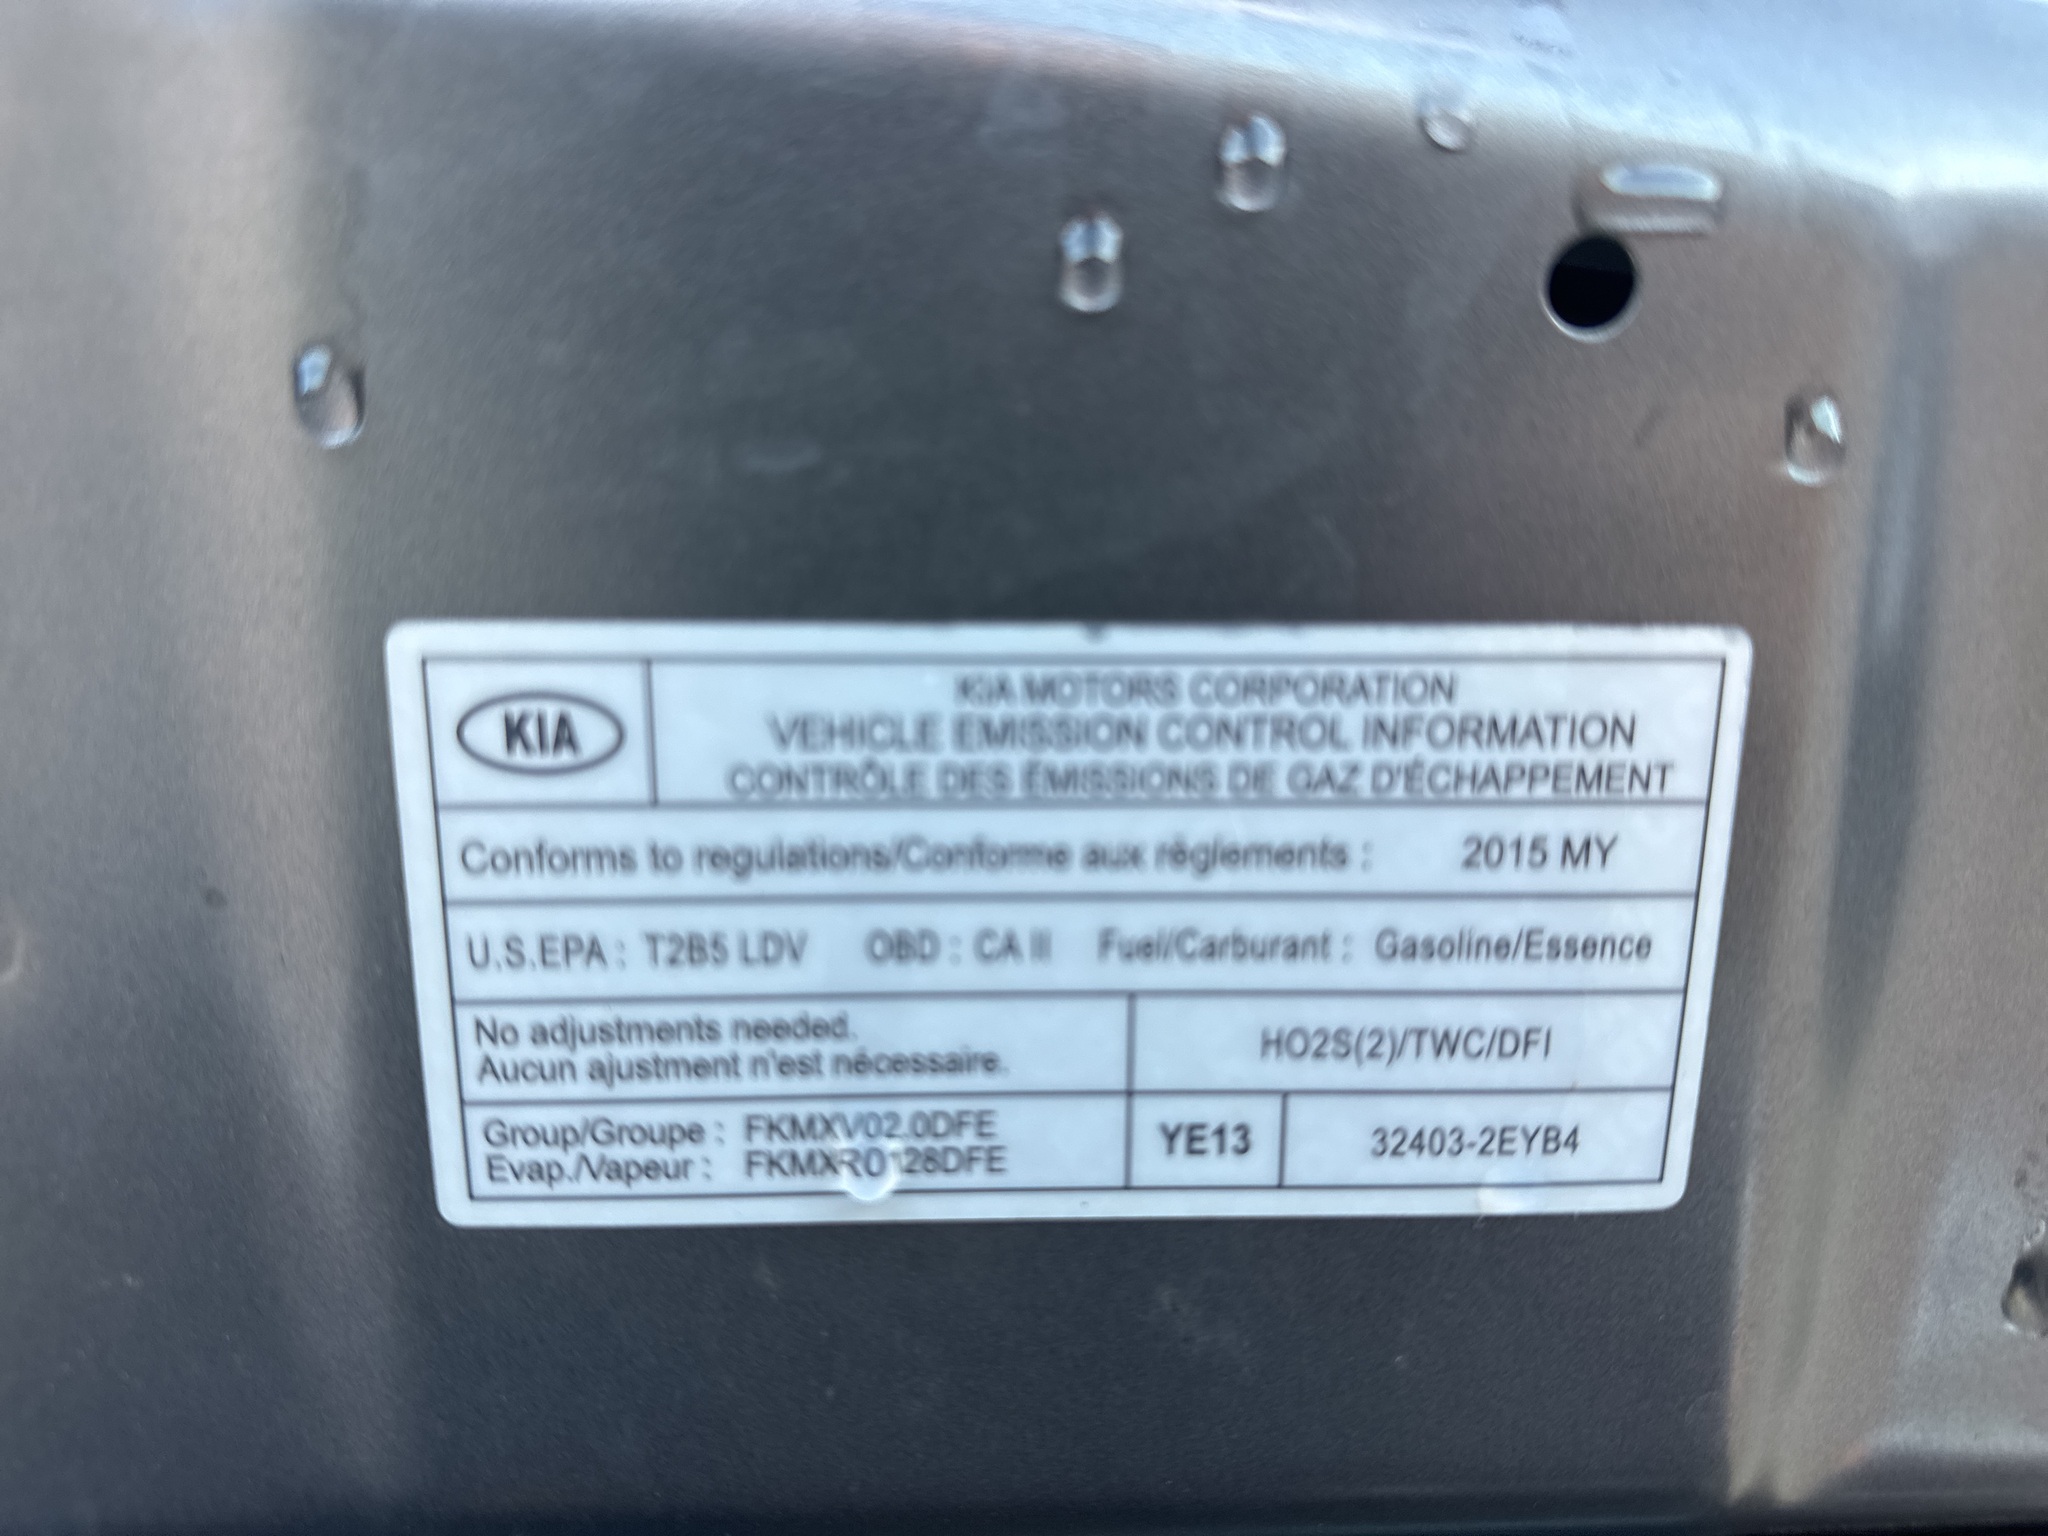 KIA
KIA MOTORS CORPORATION
VEHICLE EMISSION CONTROL INFORMATION
CONTRÔLE DES ÉMISSIONS DE GAZ D'ÉCHAPPEMENT
Conforms to regulations/Conforme aux règlements : 2015 MY
U.S.EPA : T2B5 LDV OBD : CA II Fuel/Carburant : Gasoline/Essence
No adjustments needed.
Aucun ajustment n'est nécessaire.
HO2S(2)/TWC/DFI
Group/Groupe : FKMXV02.0DFE
Evap./Vapeur : FKMXR0128DFE
YE13
32403-2EYB4